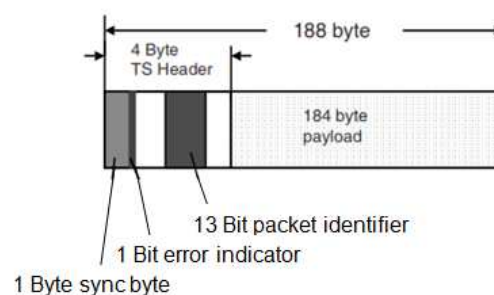 188 byte
4 Byte
TS Header
184 byte
payload
13 Bit packet identifier
1 Bit error indicator
1 Byte sync byte